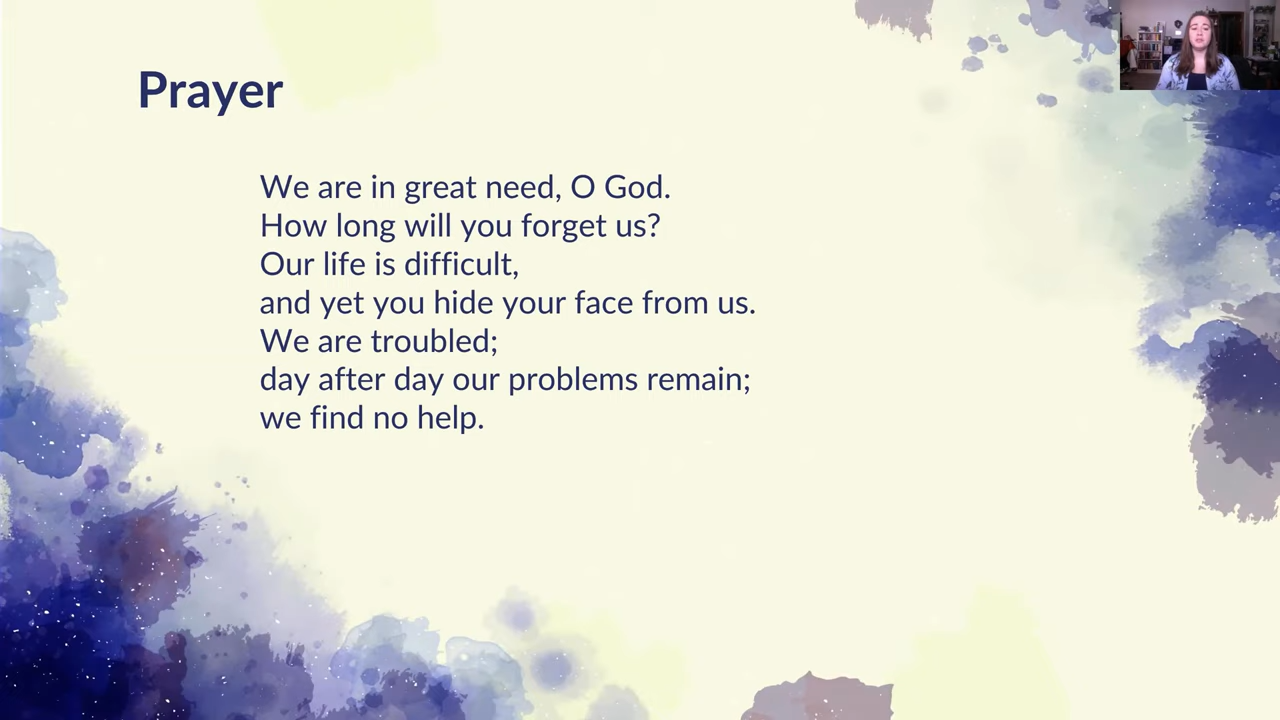 Prayer
We are in great need, O God.
How long will you forget us?
Our life is difficult,
and yet you hide your face from us.
We are troubled;
day after day our problems remain;
we find no help.